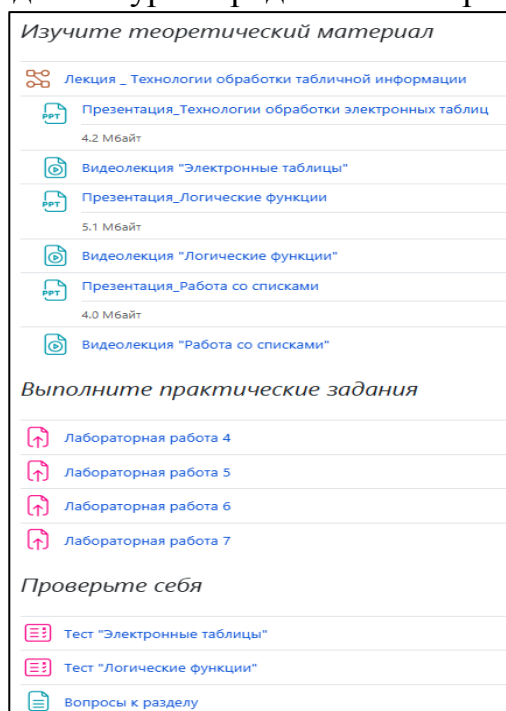 Изучите теоретический материал
Лекция _ Технологии обработки табличной информации
PPT Презентация_Технологии обработки электронных таблиц
4.2 Мбайт
Видеолекция "Электронные таблицы"
PPT Презентация_Логические функции
5.1 Мбайт
Видеолекция "Логические функции"
PPT Презентация_Работа со списками
4.0 Мбайт
Видеолекция "Работа со списками"
Выполните практические задания
Лабораторная работа 4
Лабораторная работа 5
Лабораторная работа 6
Лабораторная работа 7
Проверьте себя
Тест "Электронные таблицы"
Тест "Логические функции"
Вопросы к разделу